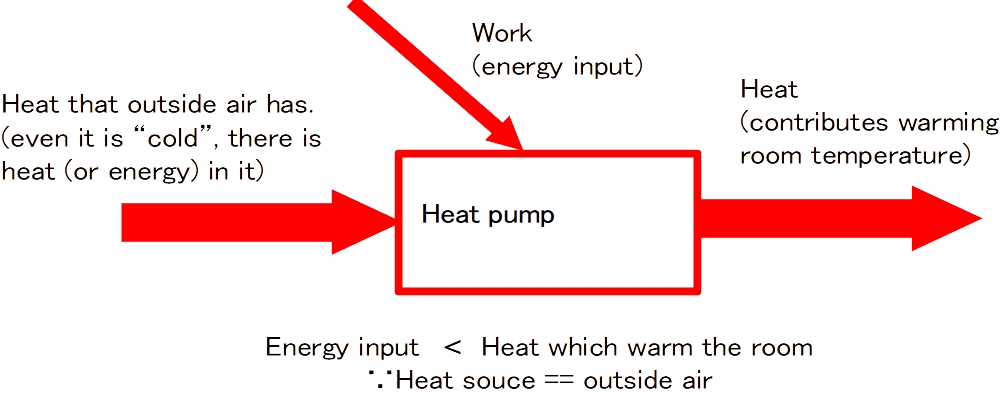 Work
(energy input)
Heat that outside air has.
(even it is “cold”, there is
heat (or energy) in it)
Heat
(contributes warming
room temperature)
Heat pump
Energy input < Heat which warm the room
∵Heat souce == outside air